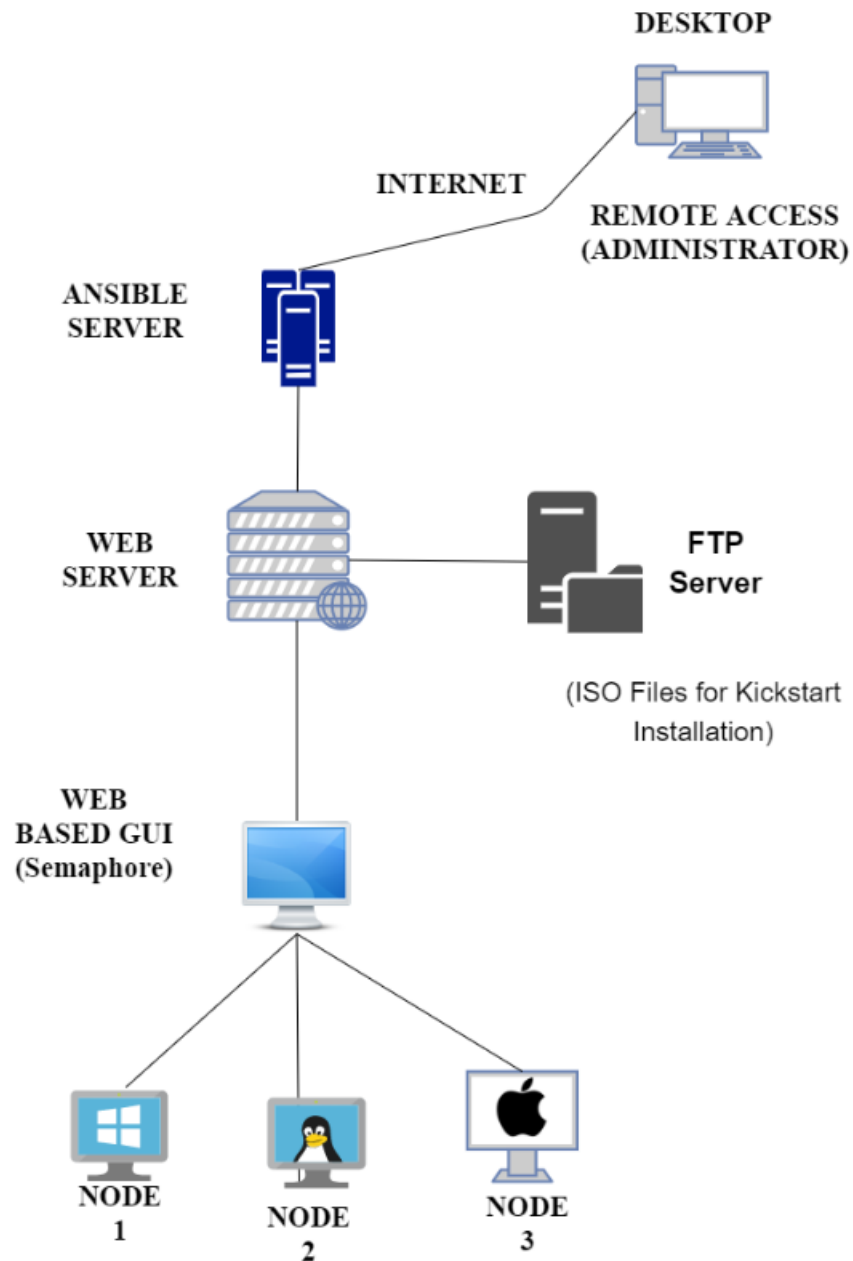 DESKTOP
INTERNET
REMOTE ACCESS
(ADMINISTRATOR)
ANSIBLE
SERVER
WEB
SERVER
FTP
Server
(ISO Files for Kickstart
Installation)
WEB
BASED GUI
(Semaphore)
NODE
1
NODE
2
NODE
3